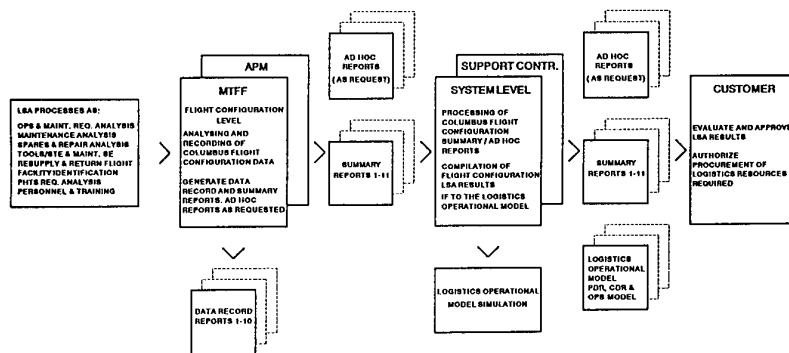 LSA PROCESSES AS:
OPS & MAINT. REQ. ANALYSIS
MAINTENANCE ANALYSIS
SPARES & REPAIR ANALYSIS
TOOLS/STE & MAINT. SE
RESUPPLY & RETURN FLIGHT
FACILITY IDENTIFICATION
PHTS REQ. ANALYSIS
PERSONNEL & TRAINING
APM
MTFF
FLIGHT CONFIGURATION
LEVEL
ANALYSING AND
RECORDING OF
COLUMBUS FLIGHT
CONFIGURATION DATA
GENERATE DATA
RECORD AND SUMMARY
REPORTS. AD HOC
REPORTS AS REQUESTED
DATA RECORD
REPORTS 1-10
AD HOC
REPORTS
(AS REQUEST)
SUMMARY
REPORTS 1-11
SUPPORT CONTR.
SYSTEM LEVEL
PROCESSING OF
COLUMBUS FLIGHT
CONFIGURATION
SUMMARY / AD HOC
REPORTS
COMPILATION OF
FLIGHT CONFIGURATION
LSA RESULTS
IF TO THE LOGISTICS
OPERATIONAL MODEL
LOGISTICS OPERATIONAL
MODEL SIMULATION
AD HOC
REPORTS
(AS REQUEST)
SUMMARY
REPORTS 1-11
LOGISTICS
OPERATIONAL
MODEL
PDR, CDR &
OPS MODEL
CUSTOMER
EVALUATE AND APPROVE
LSA RESULTS
AUTHORIZE
PROCUREMENT OF
LOGISTICS RESOURCES
REQUIRED